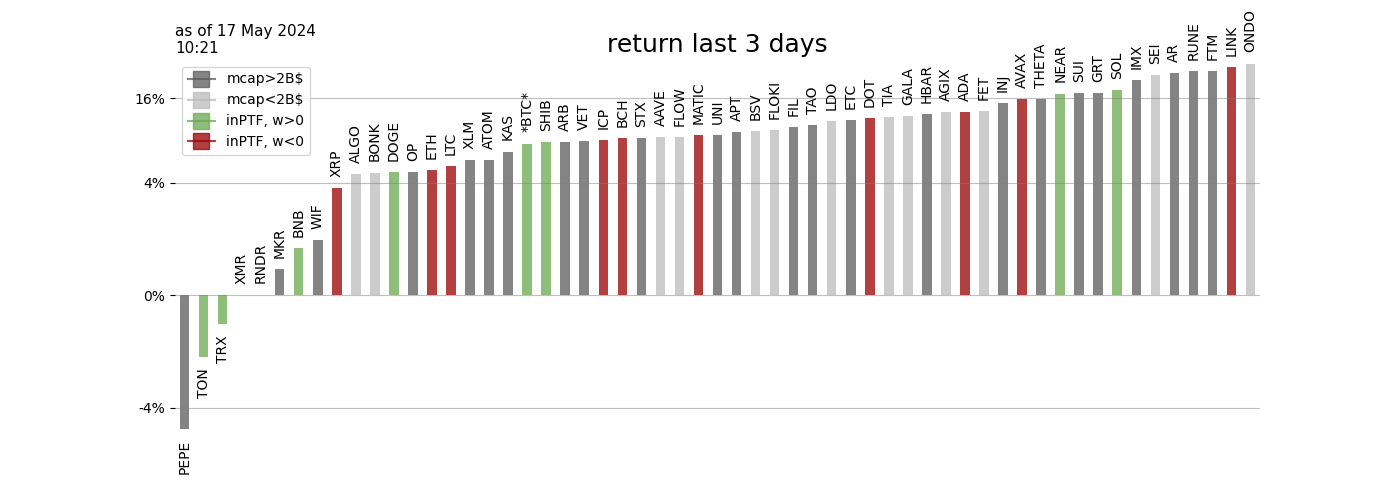 as of 17 May 2024
10:21
return last 3 days
mcap>2B$
mcap<2B$
inPTF, w>0
inPTF, w<0
16%
4%
0%
-4%
PEPE
TON
TRX
XMR
RNDR
MKR
BNB
WIF
XRP
ALGO
BONK
DOGE
OP
ETH
LTC
XLM
ATOM
KAS
*BTC*
SHIB
ARB
VET
ICP
BCH
STX
AAVE
FLOW
MATIC
UNI
APT
BSV
FLOKI
FIL
TAO
LDO
ETC
DOT
TIA
GALA
HBAR
AGIX
ADA
FET
INJ
AVAX
THETA
NEAR
SUI
GRT
SOL
IMX
SEI
AR
RUNE
FTM
LINK
ONDO